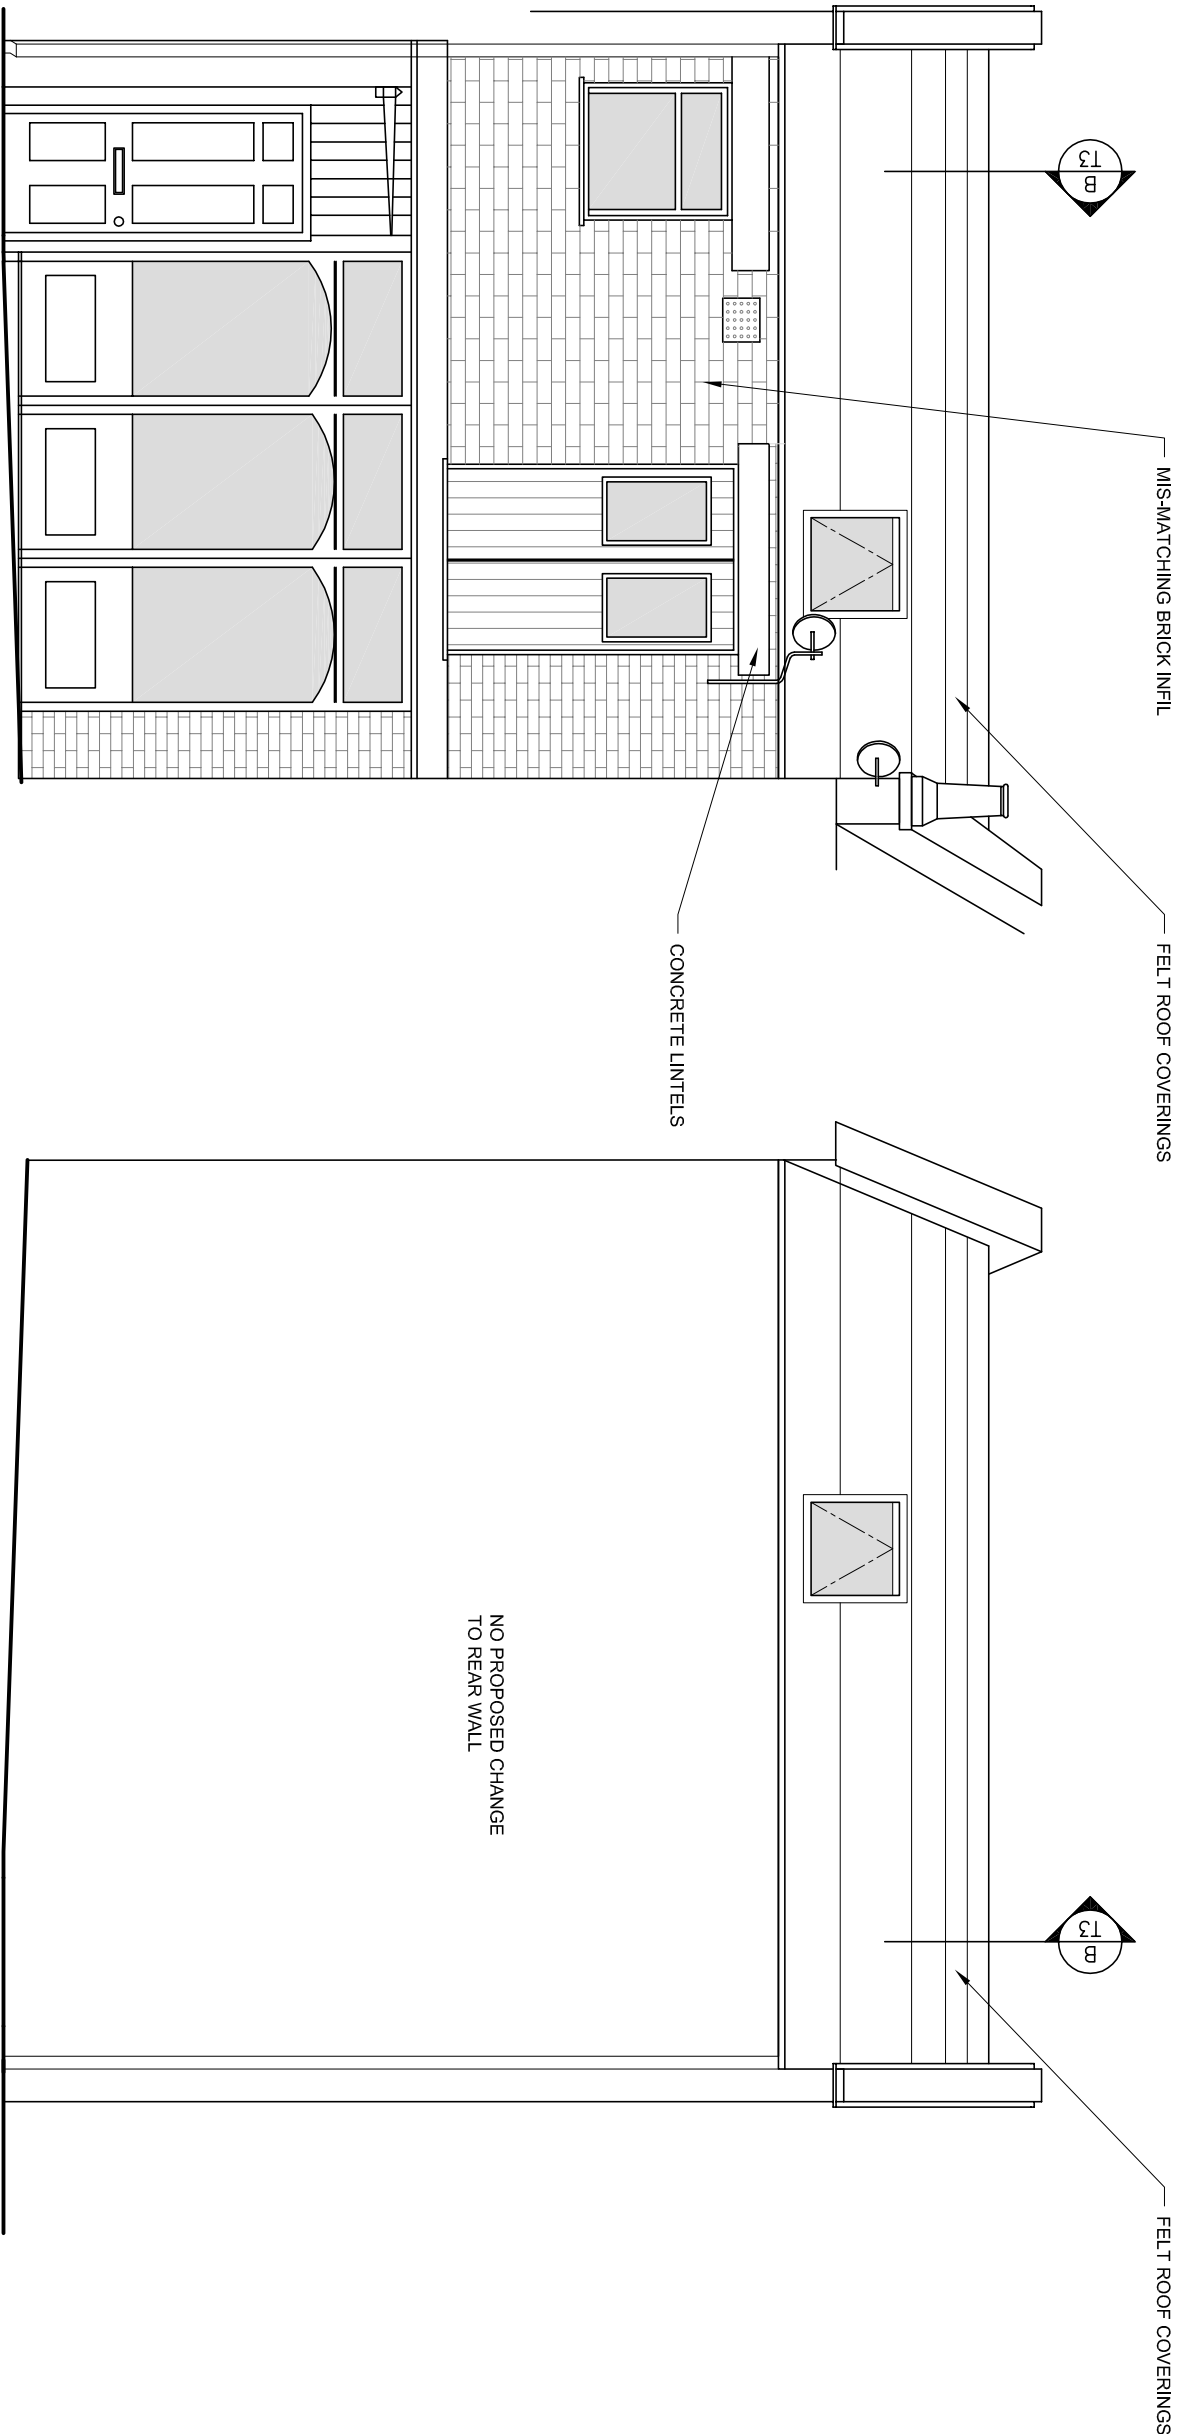 B
T3
MIS-MATCHING BRICK INFIL
FELT ROOF COVERINGS
CONCRETE LINTELS
B
T3
FELT ROOF COVERINGS
NO PROPOSED CHANGE
TO REAR WALL